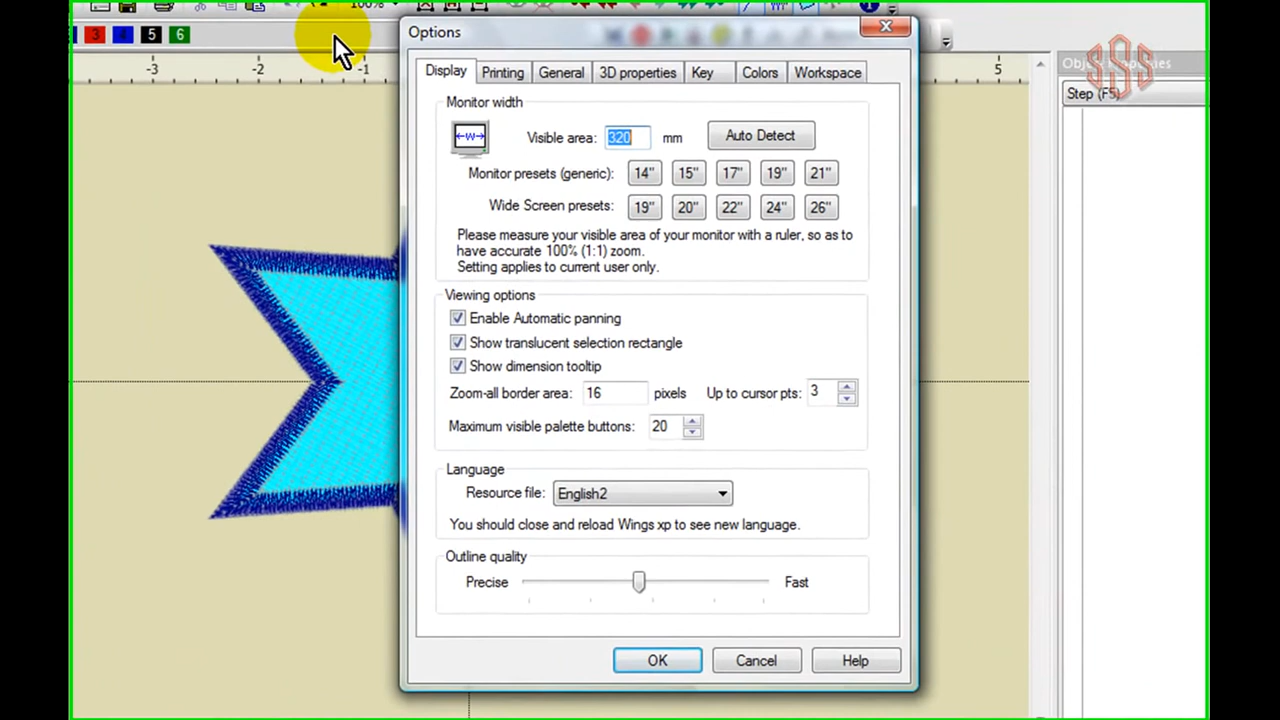 100%
3 4 5 6
-3 -2 -1 5
Options
Display Printing General 3D properties Key Colors Workspace
Monitor width
Visible area: 320 mm Auto Detect
Monitor presets (generic): 14" 15" 17" 19" 21"
Wide Screen presets: 19" 20" 22" 24" 26"
Please measure your visible area of your monitor with a ruler, so as to
have accurate 100% (1:1) zoom.
Setting applies to current user only.
Viewing options
Enable Automatic panning
Show translucent selection rectangle
Show dimension tooltip
Zoom-all border area: 16 pixels Up to cursor pts: 3
Maximum visible palette buttons: 20
Language
Resource file: English2
You should close and reload Wings xp to see new language.
Outline quality
Precise Fast
OK Cancel Help
Step (F5)
SSS